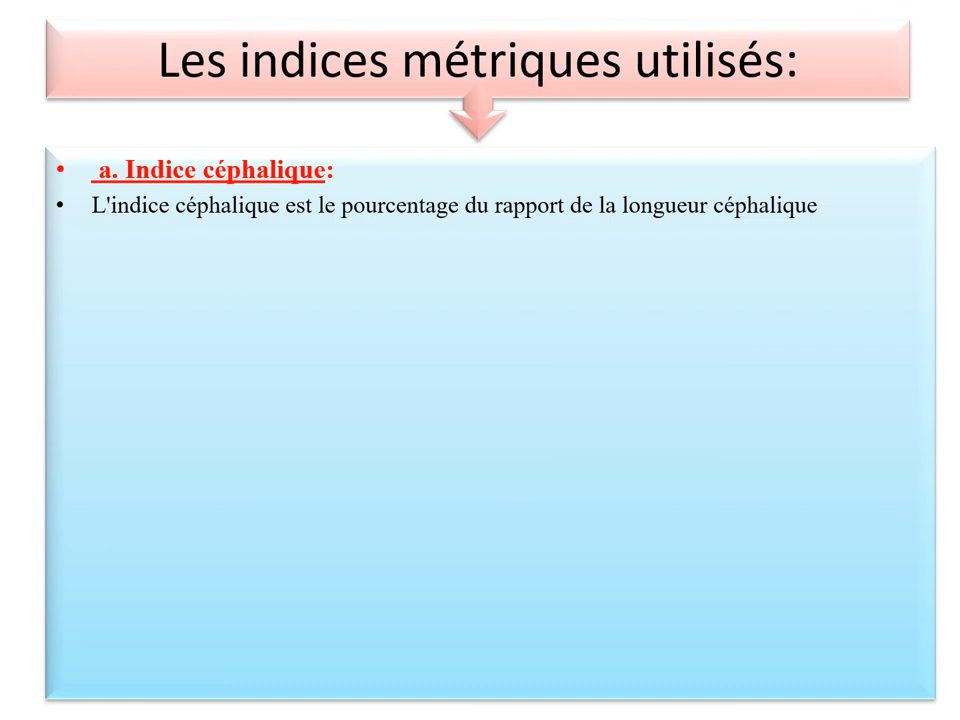 Les indices métriques utilisés:
• a. Indice céphalique:
• L'indice céphalique est le pourcentage du rapport de la longueur céphalique